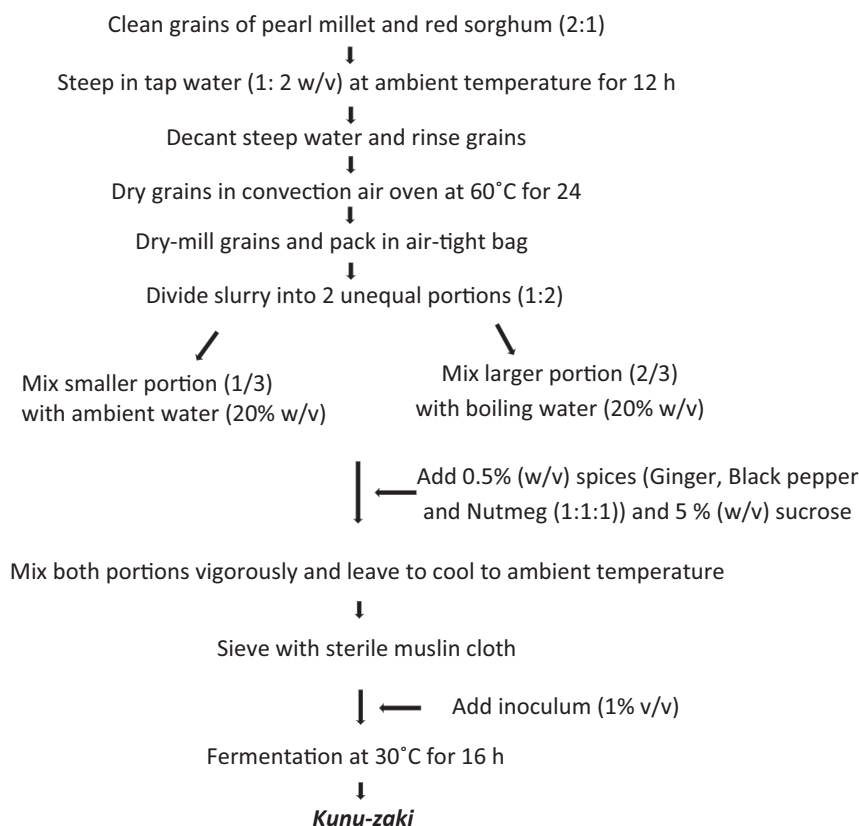 Clean grains of pearl millet and red sorghum (2:1)
Steep in tap water (1: 2 w/v) at ambient temperature for 12 h
Decant steep water and rinse grains
Dry grains in convection air oven at 60˚C for 24
Dry-mill grains and pack in air-tight bag
Divide slurry into 2 unequal portions (1:2)
Mix smaller portion (1/3)
with ambient water (20% w/v)
Mix larger portion (2/3)
with boiling water (20% w/v)
Add 0.5% (w/v) spices (Ginger, Black pepper
and Nutmeg (1:1:1)) and 5 % (w/v) sucrose
Mix both portions vigorously and leave to cool to ambient temperature
Sieve with sterile muslin cloth
Add inoculum (1% v/v)
Fermentation at 30˚C for 16 h
Kunu-zaki